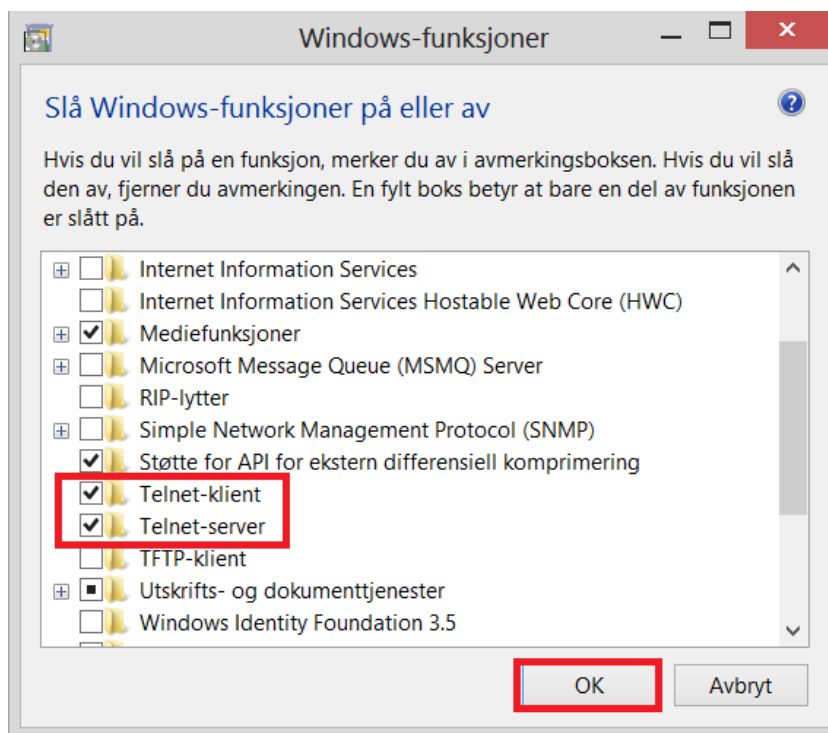 Windows-funksjoner
Slå Windows-funksjoner på eller av
Hvis du vil slå på en funksjon, merker du av i avmerkingsboksen. Hvis du vil slå
den av, fjerner du avmerkingen. En fylt boks betyr at bare en del av funksjonen
er slått på.
Internet Information Services
Internet Information Services Hostable Web Core (HWC)
Mediefunksjoner
Microsoft Message Queue (MSMQ) Server
RIP-lytter
Simple Network Management Protocol (SNMP)
Støtte for API for ekstern differensiell komprimering
Telnet-klient
Telnet-server
TFTP-klient
Utskrifts- og dokumenttjenester
Windows Identity Foundation 3.5
OK
Avbryt